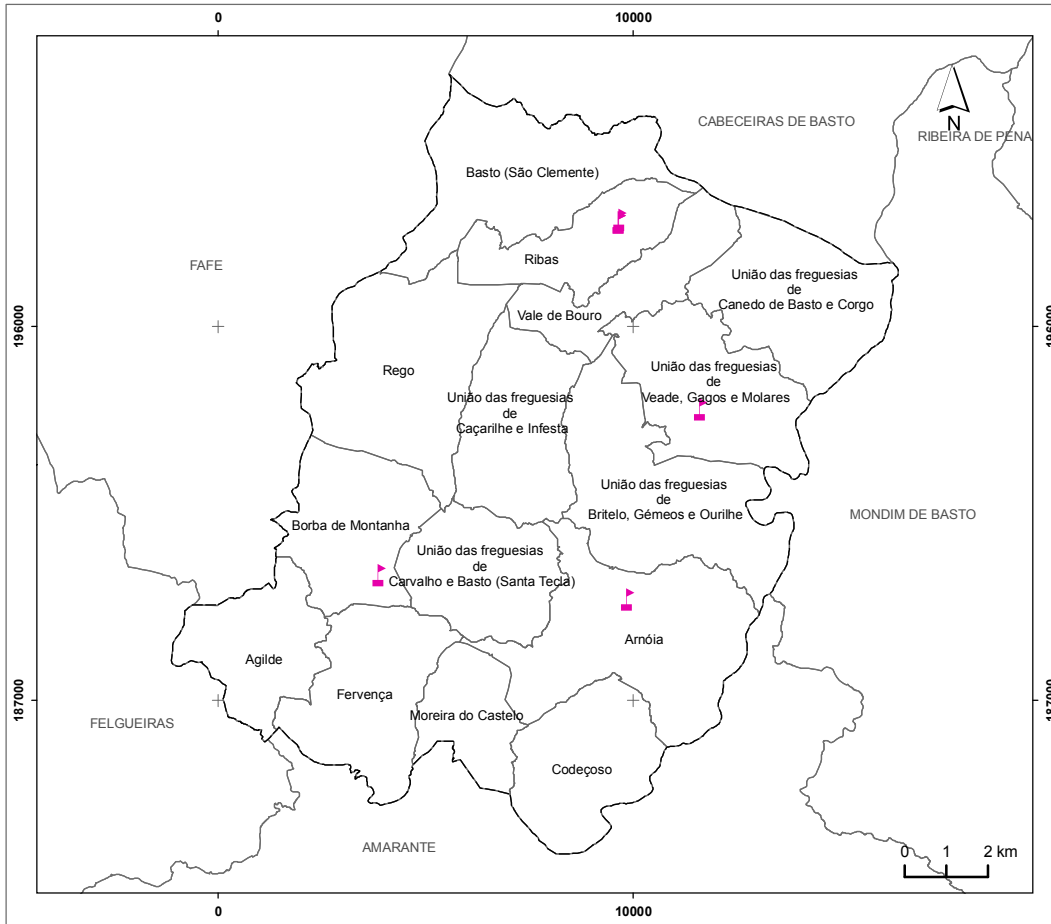 0
10000
CABECEIRAS DE BASTO
N
RIBEIRA DE PENA
Basto (São Clemente)
FAFE
Ribas
União das freguesias
de
Canedo de Basto e Corgo
Vale de Bouro
196000
196000
Rego
União das freguesias
de
Veade, Gagos e Molares
União das freguesias
de
Caçarilhe e Infesta
União das freguesias
de
Britelo, Gémeos e Ourilhe
MONDIM DE BASTO
Borba de Montanha
União das freguesias
de
Carvalho e Basto (Santa Tecla)
Arnóia
Agilde
Fervença
187000
187000
Moreira do Castelo
FELGUEIRAS
Codeçoso
AMARANTE
0 1 2 km
0
10000